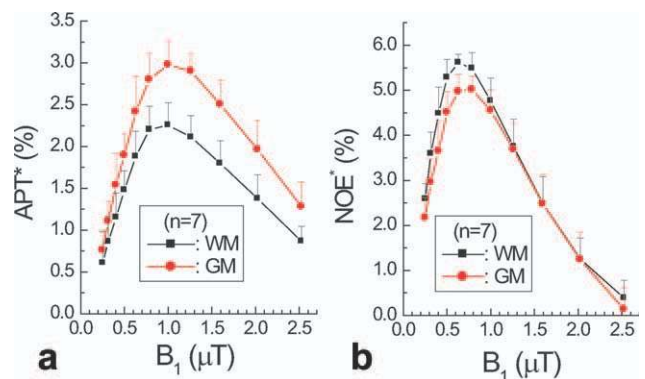 APT* (%)
3.5
3.0
2.5
2.0
1.5
1.0
0.5
0.0
(n=7)
: WM
: GM
0.0 0.5 1.0 1.5 2.0 2.5
B1 (μT)
a
NOE* (%)
6.0
5.0
4.0
3.0
2.0
1.0
0.0
(n=7)
: WM
: GM
0.0 0.5 1.0 1.5 2.0 2.5
B1 (μT)
b